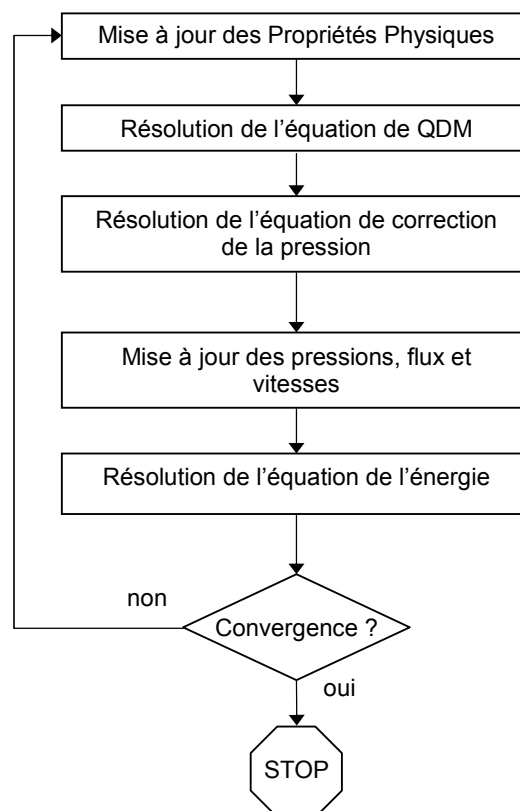 Mise à jour des Propriétés Physiques
Résolution de l’équation de QDM
Résolution de l’équation de correction
de la pression
Mise à jour des pressions, flux et
vitesses
Résolution de l’équation de l’énergie
non
Convergence ?
oui
STOP